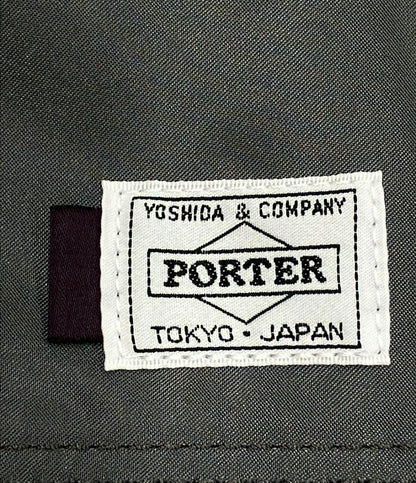 YOSHIDA & COMPANY
PORTER
TOKYO • JAPAN